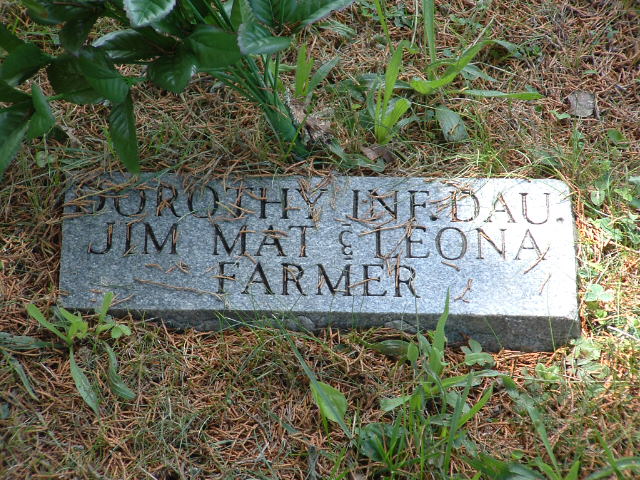 DOROTHY INF. DAU.
JIM MAT & LEONA
FARMER